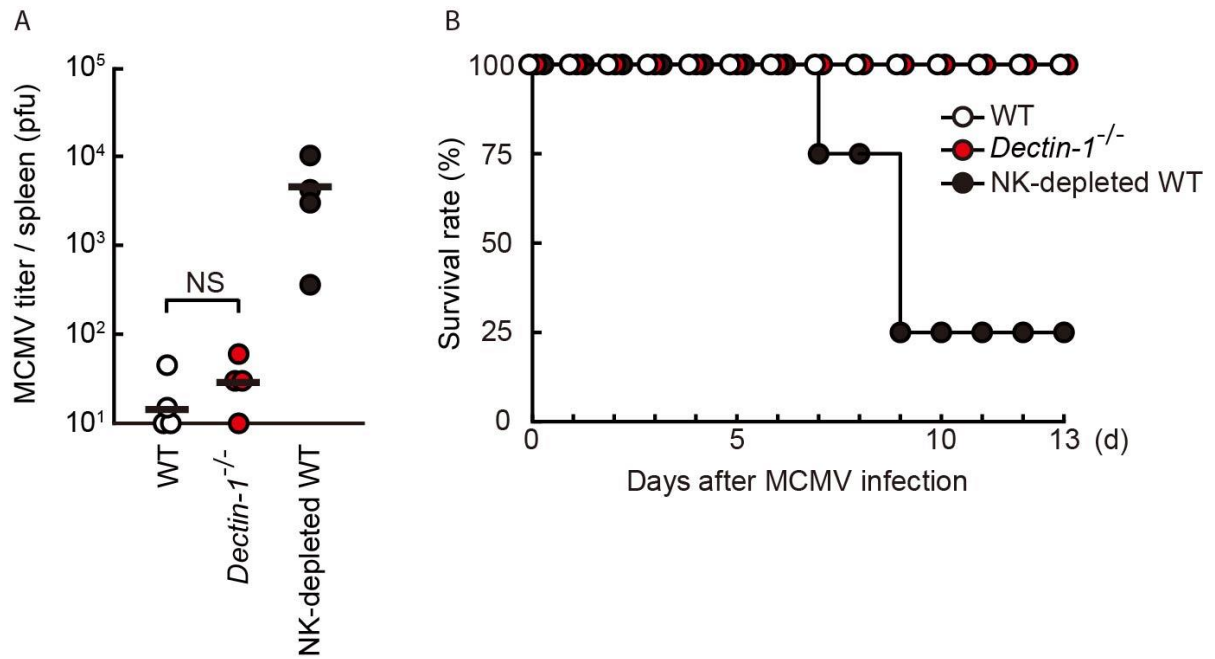 A
MCMV titer / spleen (pfu)
10⁵
10⁴
10³
10²
10¹
NS
WT
Dectin-1⁻/⁻
NK-depleted WT
B
Survival rate (%)
100
75
50
25
0
0
5
10
13
(d)
Days after MCMV infection
WT
Dectin-1⁻/⁻
NK-depleted WT